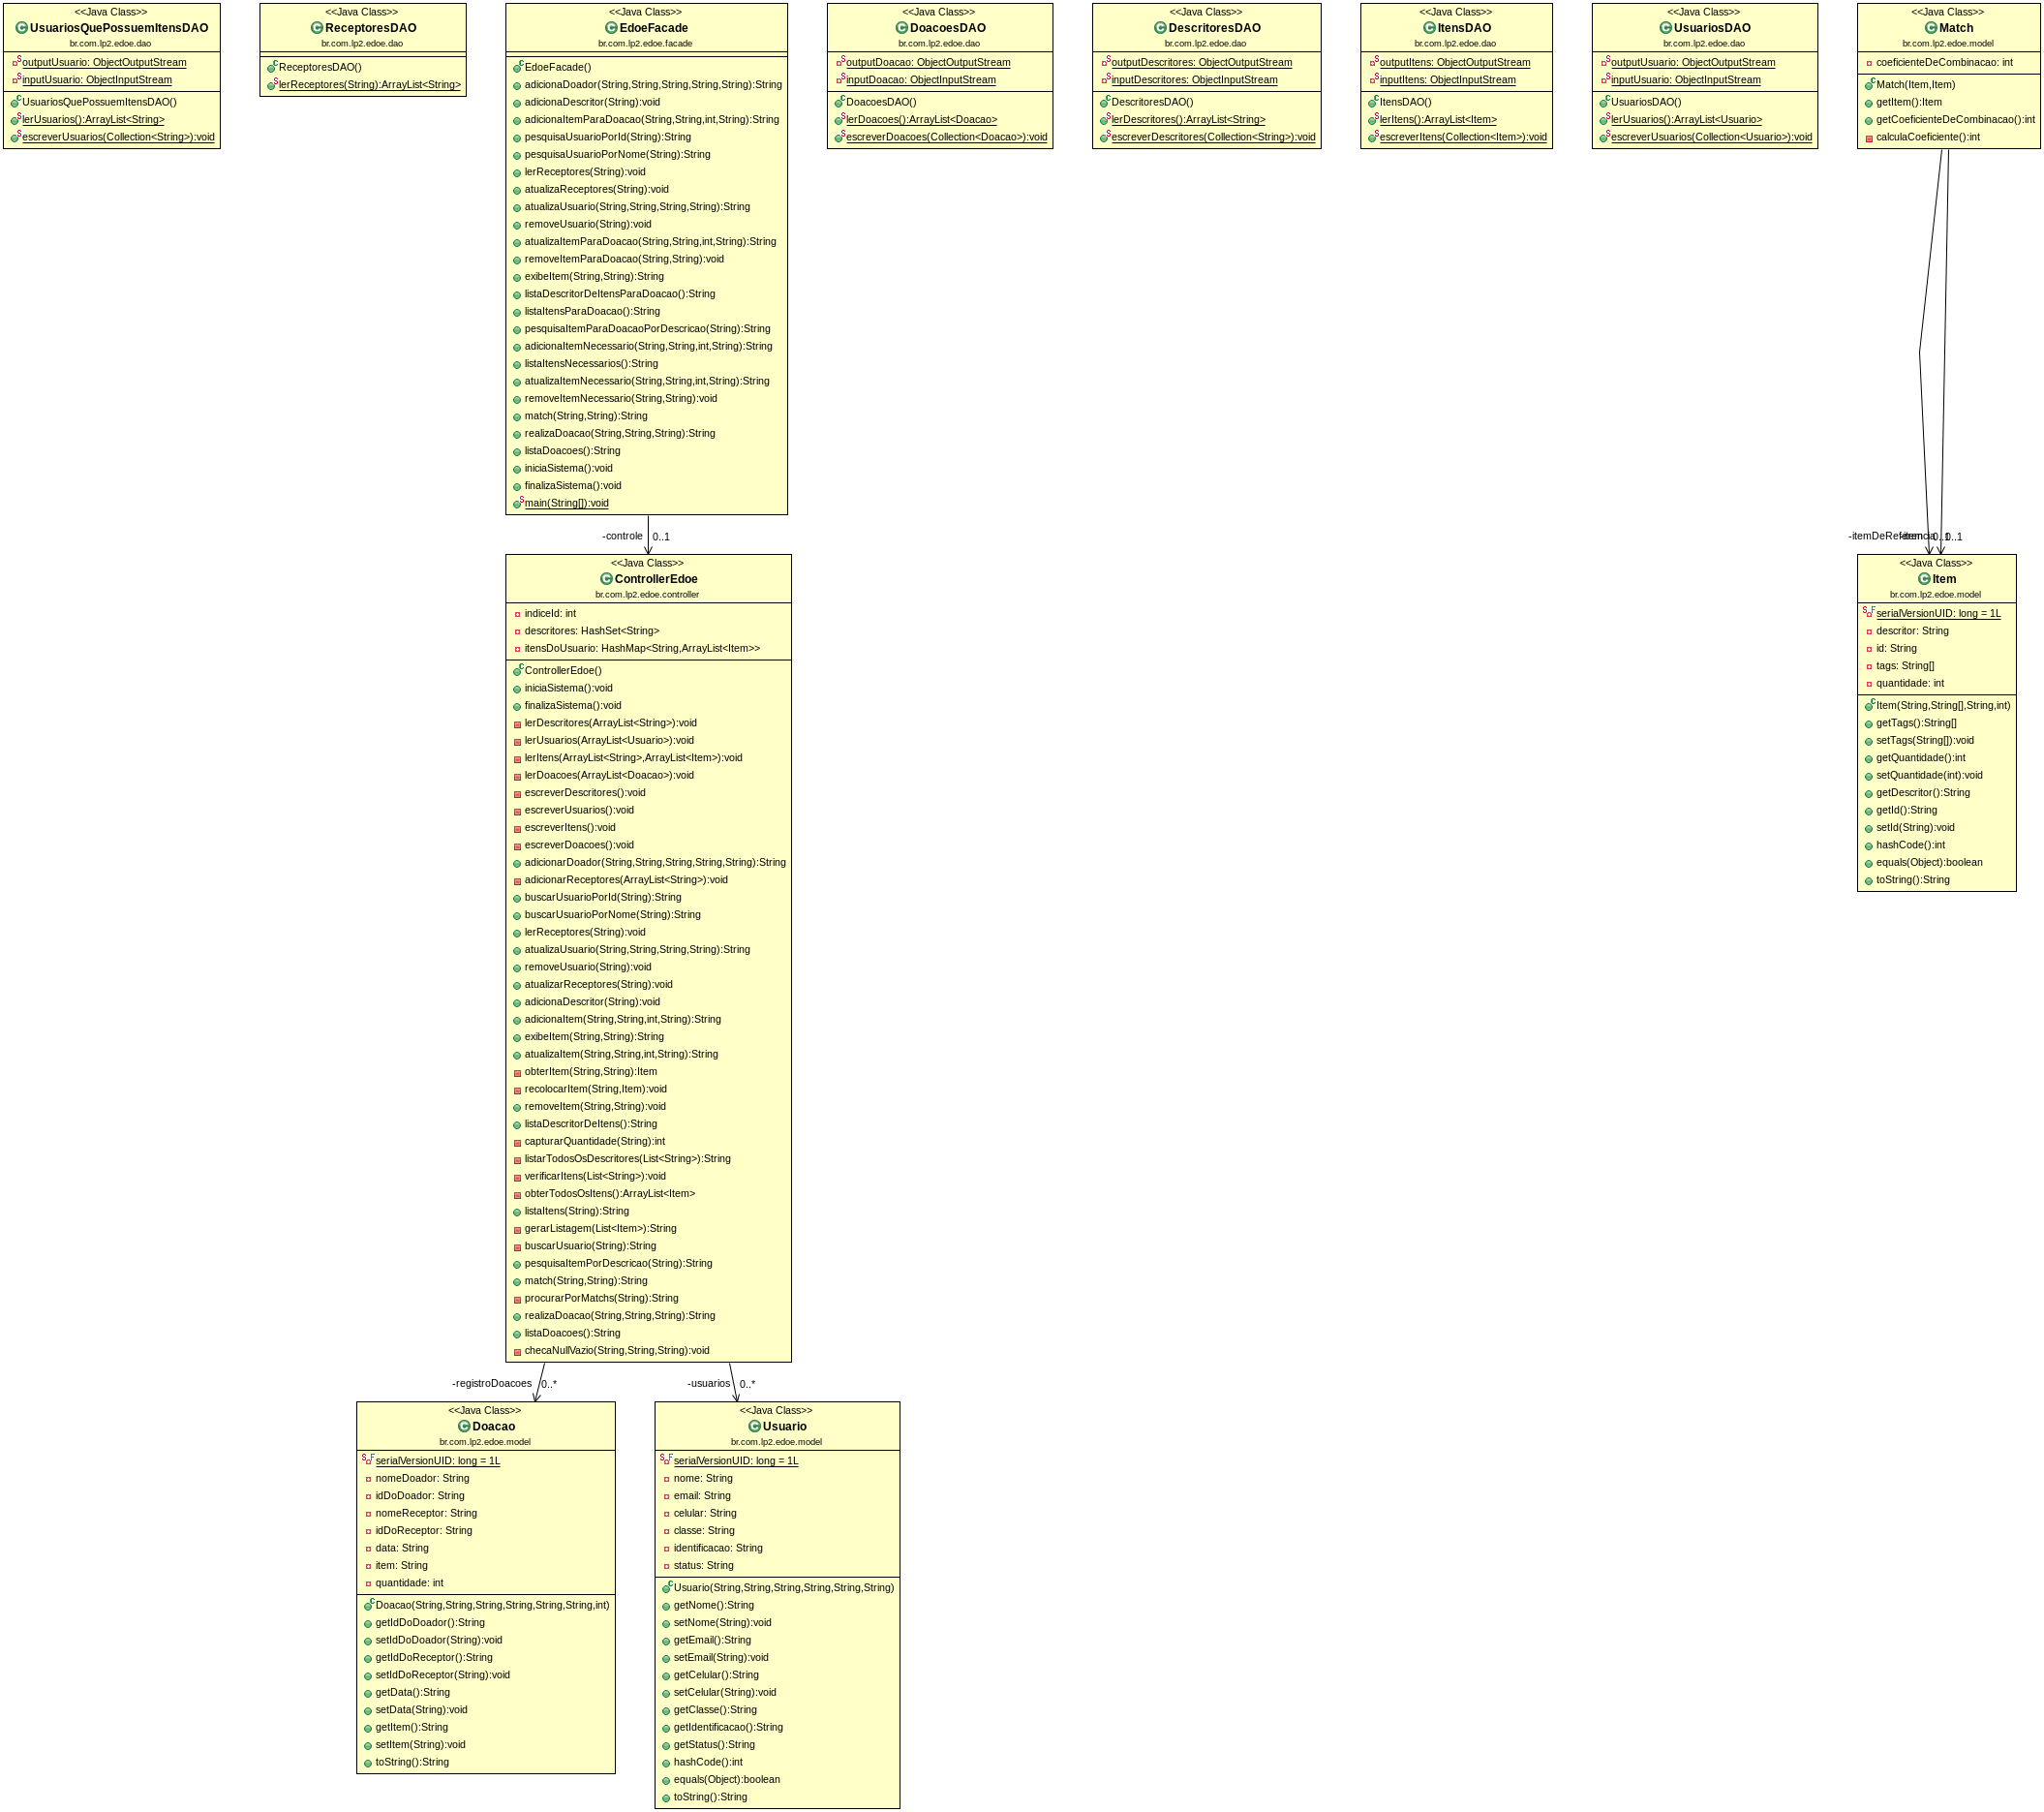 <<Java Class>>
UsuariosQuePossuemItensDAO
br.com.lp2.edoe.dao
outputUsuario: ObjectOutputStream
inputUsuario: ObjectInputStream
UsuariosQuePossuemItensDAO()
lerUsuarios():ArrayList<String>
escreverUsuarios(Collection<String>):void
<<Java Class>>
ReceptoresDAO
br.com.lp2.edoe.dao
ReceptoresDAO()
lerReceptores(String):ArrayList<String>
<<Java Class>>
EdoeFacade
br.com.lp2.edoe.facade
EdoeFacade()
adicionaDoador(String,String,String,String,String):String
adicionaDescritor(String):void
adicionaItemParaDoacao(String,String,int,String):String
pesquisaUsuarioPorId(String):String
pesquisaUsuarioPorNome(String):String
lerReceptores(String):void
atualizaReceptores(String):void
atualizaUsuario(String,String,String,String):String
removeUsuario(String):void
atualizaItemParaDoacao(String,String,int,String):String
removeItemParaDoacao(String,String):void
exibeItem(String,String):String
listaDescritorDeItensParaDoacao():String
listaItensParaDoacao():String
pesquisaItemParaDoacaoPorDescricao(String):String
adicionaItemNecessario(String,String,int,String):String
listaItensNecessarios():String
atualizaItemNecessario(String,String,int,String):String
removeItemNecessario(String,String):void
match(String,String):String
realizaDoacao(String,String,String):String
listaDoacoes():String
iniciaSistema():void
finalizaSistema():void
main(String[]):void
<<Java Class>>
DoacoesDAO
br.com.lp2.edoe.dao
outputDoacao: ObjectOutputStream
inputDoacao: ObjectInputStream
DoacoesDAO()
lerDoacoes():ArrayList<Doacao>
escreverDoacoes(Collection<Doacao>):void
<<Java Class>>
DescritoresDAO
br.com.lp2.edoe.dao
outputDescritores: ObjectOutputStream
inputDescritores: ObjectInputStream
DescritoresDAO()
lerDescritores():ArrayList<String>
escreverDescritores(Collection<String>):void
<<Java Class>>
ItensDAO
br.com.lp2.edoe.dao
outputItens: ObjectOutputStream
inputItens: ObjectInputStream
ItensDAO()
lerItens():ArrayList<Item>
escreverItens(Collection<Item>):void
<<Java Class>>
UsuariosDAO
br.com.lp2.edoe.dao
outputUsuario: ObjectOutputStream
inputUsuario: ObjectInputStream
UsuariosDAO()
lerUsuarios():ArrayList<Usuario>
escreverUsuarios(Collection<Usuario>):void
<<Java Class>>
Match
br.com.lp2.edoe.model
coeficienteDeCombinacao: int
Match(Item,Item)
getItem():Item
getCoeficienteDeCombinacao():int
calculaCoeficiente():int
-controle 0..1
-itemDeReferencia 0..1
-item 0..1
<<Java Class>>
ControllerEdoe
br.com.lp2.edoe.controller
indiceId: int
descritores: HashSet<String>
itensDoUsuario: HashMap<String,ArrayList<Item>>
ControllerEdoe()
iniciaSistema():void
finalizaSistema():void
lerDescritores(ArrayList<String>):void
lerUsuarios(ArrayList<Usuario>):void
lerItens(ArrayList<String>,ArrayList<Item>):void
lerDoacoes(ArrayList<Doacao>):void
escreverDescritores():void
escreverUsuarios():void
escreverItens():void
escreverDoacoes():void
adicionarDoador(String,String,String,String,String):String
adicionarReceptores(ArrayList<String>):void
buscarUsuarioPorId(String):String
buscarUsuarioPorNome(String):String
lerReceptores(String):void
atualizaUsuario(String,String,String,String):String
removeUsuario(String):void
atualizarReceptores(String):void
adicionaDescritor(String):void
adicionaItem(String,String,int,String):String
exibeItem(String,String):String
atualizaItem(String,String,int,String):String
obterItem(String,String):Item
recolocarItem(String,Item):void
removeItem(String,String):void
listaDescritorDeItens():String
capturarQuantidade(String):int
listarTodosOsDescritores(List<String>):String
verificarItens(List<String>):void
obterTodosOsItens():ArrayList<Item>
listaItens(String):String
gerarListagem(List<Item>):String
buscarUsuario(String):String
pesquisaItemPorDescricao(String):String
match(String,String):String
procurarPorMatchs(String):String
realizaDoacao(String,String,String):String
listaDoacoes():String
checaNullVazio(String,String,String):void
<<Java Class>>
Item
br.com.lp2.edoe.model
serialVersionUID: long = 1L
descritor: String
id: String
tags: String[]
quantidade: int
Item(String,String[],String,int)
getTags():String[]
setTags(String[]):void
getQuantidade():int
setQuantidade(int):void
getDescritor():String
getId():String
setId(String):void
hashCode():int
equals(Object):boolean
toString():String
-registroDoacoes 0..*
-usuarios 0..*
<<Java Class>>
Doacao
br.com.lp2.edoe.model
serialVersionUID: long = 1L
nomeDoador: String
idDoDoador: String
nomeReceptor: String
idDoReceptor: String
data: String
item: String
quantidade: int
Doacao(String,String,String,String,String,String,int)
getIdDoDoador():String
setIdDoDoador(String):void
getIdDoReceptor():String
setIdDoReceptor(String):void
getData():String
setData(String):void
getItem():String
setItem(String):void
toString():String
<<Java Class>>
Usuario
br.com.lp2.edoe.model
serialVersionUID: long = 1L
nome: String
email: String
celular: String
classe: String
identificacao: String
status: String
Usuario(String,String,String,String,String,String)
getNome():String
setNome(String):void
getEmail():String
setEmail(String):void
getCelular():String
setCelular(String):void
getClasse():String
getIdentificacao():String
getStatus():String
hashCode():int
equals(Object):boolean
toString():String